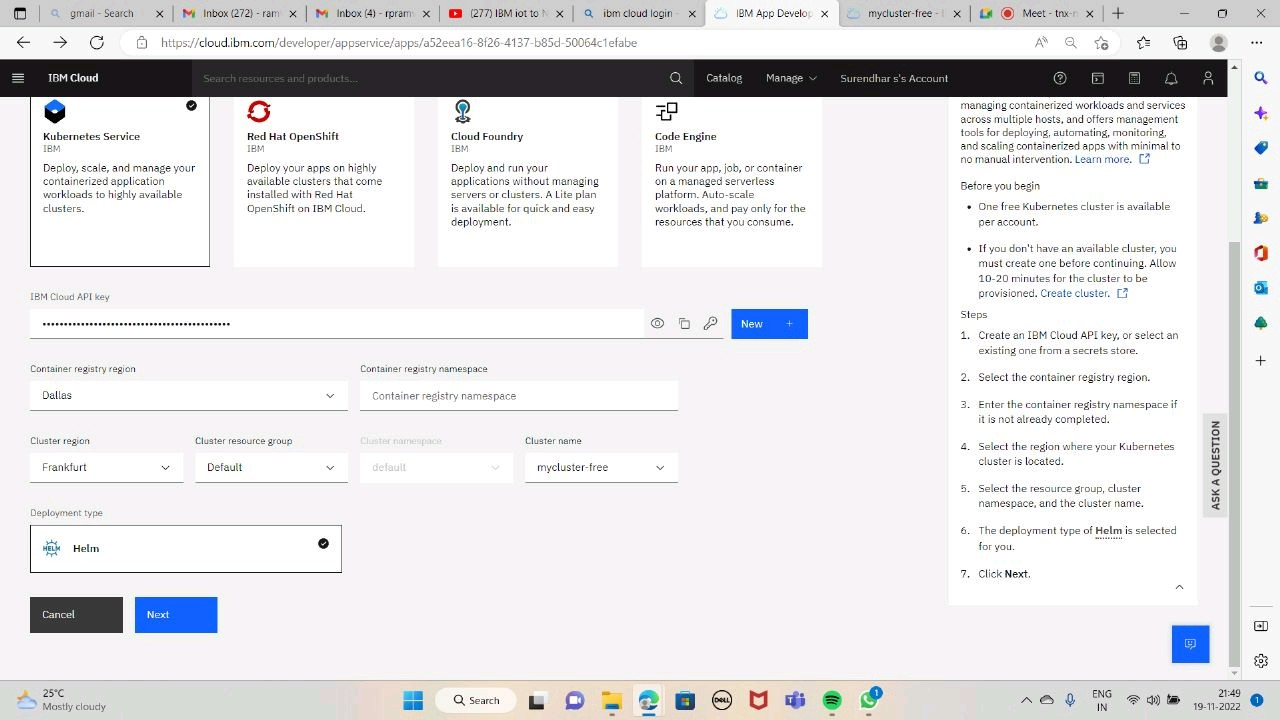 gmail - Search
Inbox (272) - ram
Inbox (4) - rpram
(277) IBM iot to N
ibm cloud login -
IBM App Develop
mycluster-free -
Meet - tnx-n
https://cloud.ibm.com/developer/appservice/apps/a52eea16-8f26-4137-b85d-50064c1efabe
IBM Cloud
Search resources and products...
Catalog
Manage
Surendhar s's Account
Kubernetes Service
IBM
Deploy, scale, and manage your
containerized application
workloads to highly available
clusters.
Red Hat OpenShift
IBM
Deploy your apps on highly
available clusters that come
installed with Red Hat
OpenShift on IBM Cloud.
Cloud Foundry
IBM
Deploy and run your
applications without managing
servers or clusters. A Lite plan
is available for quick and easy
deployment.
Code Engine
IBM
Run your app, job, or container
on a managed serverless
platform. Auto-scale
workloads, and pay only for the
resources that you consume.
IBM Cloud API key
••••••••••••••••••••••••••••••••••••••••••••
New +
Container registry region
Dallas
Container registry namespace
Container registry namespace
Cluster region
Frankfurt
Cluster resource group
Default
Cluster namespace
default
Cluster name
mycluster-free
Deployment type
HELM
Helm
Cancel
Next
managing containerized workloads and services
across multiple hosts, and offers management
tools for deploying, automating, monitoring,
and scaling containerized apps with minimal to
no manual intervention. Learn more.
Before you begin
• One free Kubernetes cluster is available
per account.
• If you don't have an available cluster, you
must create one before continuing. Allow
10-20 minutes for the cluster to be
provisioned. Create cluster.
Steps
1. Create an IBM Cloud API key, or select an
existing one from a secrets store.
2. Select the container registry region.
3. Enter the container registry namespace if
it is not already completed.
4. Select the region where your Kubernetes
cluster is located.
5. Select the resource group, cluster
namespace, and the cluster name.
6. The deployment type of Helm is selected
for you.
7. Click Next.
ASK A QUESTION
25°C
Mostly cloudy
Search
DELL
1
ENG
IN
21:49
19-11-2022
1